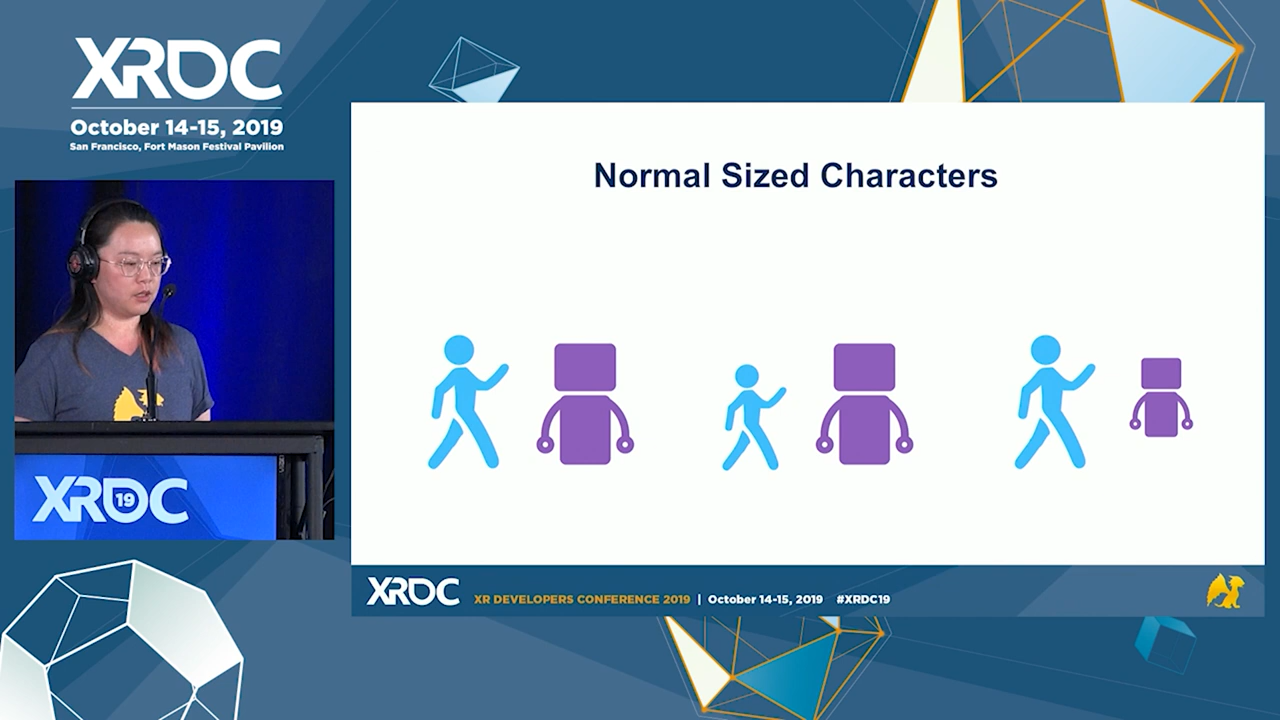 XRDC
October 14-15, 2019
San Francisco, Fort Mason Festival Pavilion
Normal Sized Characters
XRDC 19
XRDC
XR DEVELOPERS CONFERENCE 2019 | October 14-15, 2019 #XRDC19